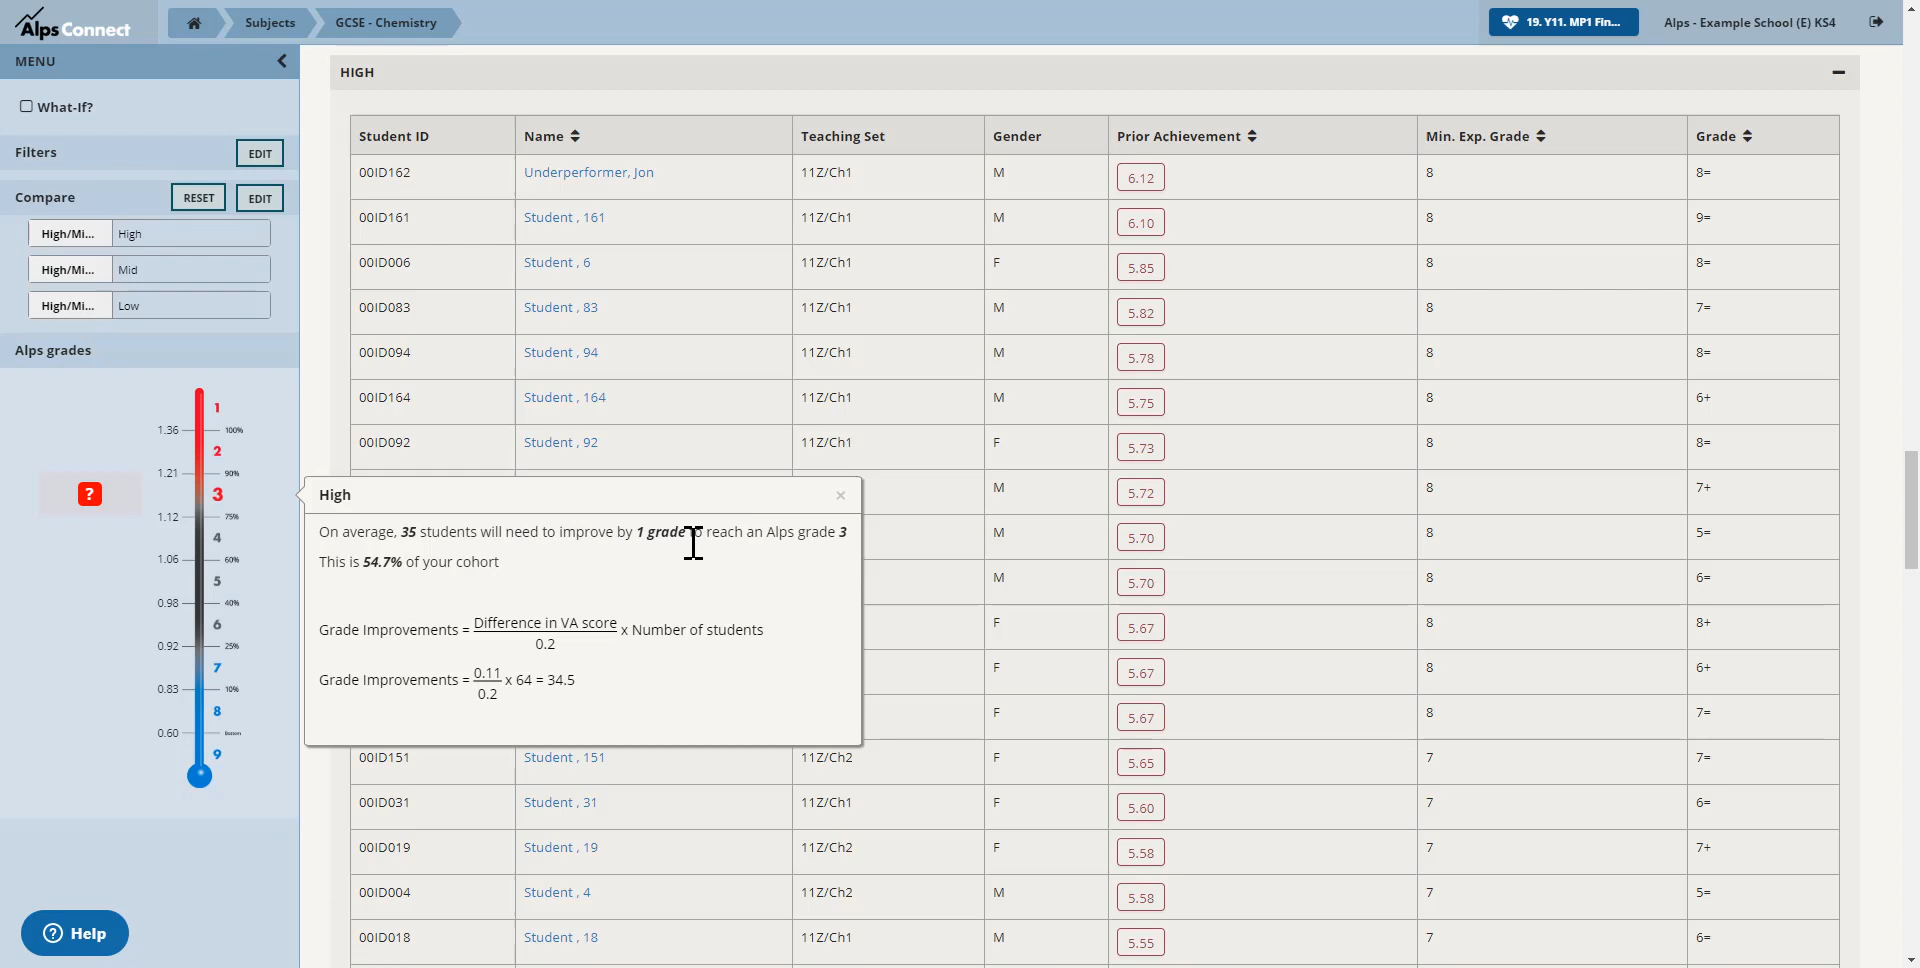 Alps Connect
Subjects
GCSE - Chemistry
19. Y11. MP1 Fin...
Alps - Example School (E) KS4
MENU
What-If?
Filters
EDIT
Compare
RESET
EDIT
High/Mi... High
High/Mi... Mid
High/Mi... Low
Alps grades
1
1.36 100%
2
1.21 90%
?
3
1.12 75%
4
1.06 60%
5
0.98 40%
6
0.92 25%
7
0.83 10%
8
0.60 Bottom
9
Help
HIGH
Student ID Name Teaching Set Gender Prior Achievement Min. Exp. Grade Grade
00ID162 Underperformer, Jon 11Z/Ch1 M 6.12 8 8=
00ID161 Student , 161 11Z/Ch1 M 6.10 8 9=
00ID006 Student , 6 11Z/Ch1 F 5.85 8 8=
00ID083 Student , 83 11Z/Ch1 M 5.82 8 7=
00ID094 Student , 94 11Z/Ch1 M 5.78 8 8=
00ID164 Student , 164 11Z/Ch1 M 5.75 8 6+
00ID092 Student , 92 11Z/Ch1 F 5.73 8 8=
M 5.72 8 7+
M 5.70 8 5=
M 5.70 8 6=
F 5.67 8 8+
F 5.67 8 6+
F 5.67 8 7=
High ×
On average, 35 students will need to improve by 1 grade to reach an Alps grade 3
This is 54.7% of your cohort
Grade Improvements = Difference in VA score x Number of students
0.2
Grade Improvements = 0.11 x 64 = 34.5
0.2
00ID151 Student , 151 11Z/Ch2 F 5.65 7 7=
00ID031 Student , 31 11Z/Ch1 F 5.60 7 6=
00ID019 Student , 19 11Z/Ch2 F 5.58 7 7+
00ID004 Student , 4 11Z/Ch2 M 5.58 7 5=
00ID018 Student , 18 11Z/Ch1 M 5.55 7 6=